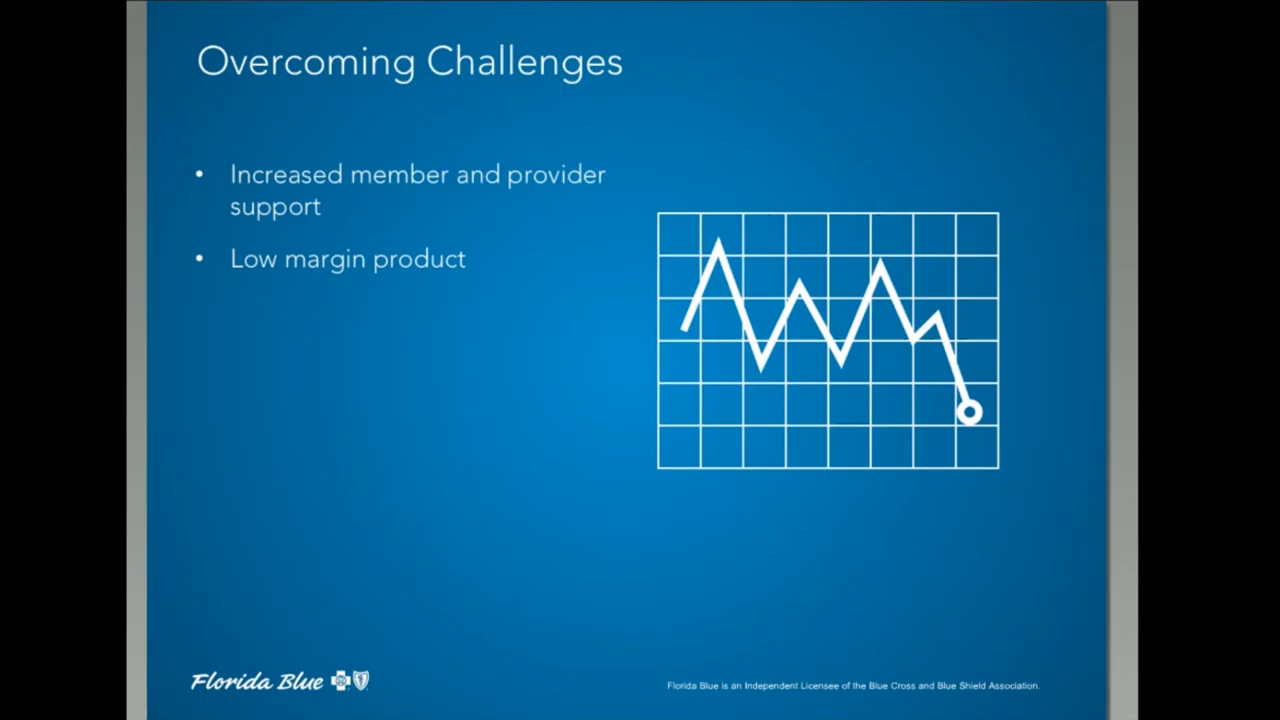 Overcoming Challenges
• Increased member and provider
support
• Low margin product
Florida Blue
Florida Blue is an Independent Licensee of the Blue Cross and Blue Shield Association.